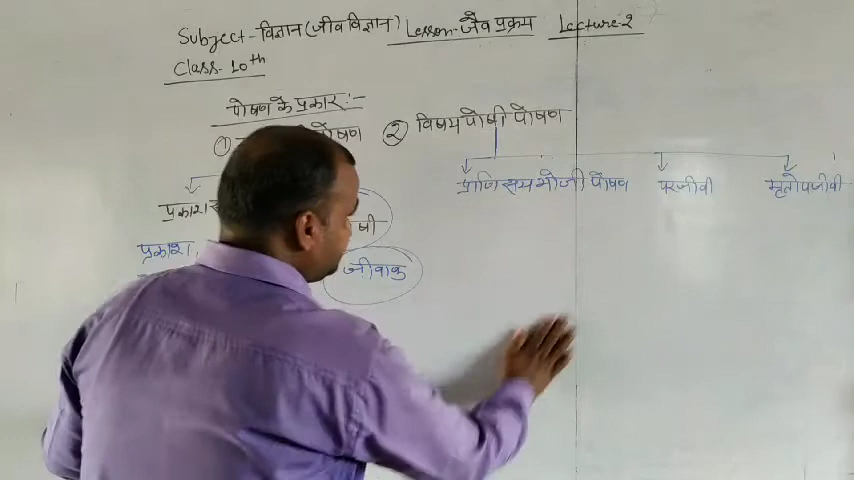 Subject-विज्ञान (जीव विज्ञान) Lesson-जैव प्रक्रम Lecture-2
Class-10th
पोषण के प्रकार:-
① पोषण ② विषमपोषी पोषण
प्राणिसमभोजी पोषण परजीवी मृतोपजीवी
प्रकाश
षी
प्रकाश,
जीवाणु